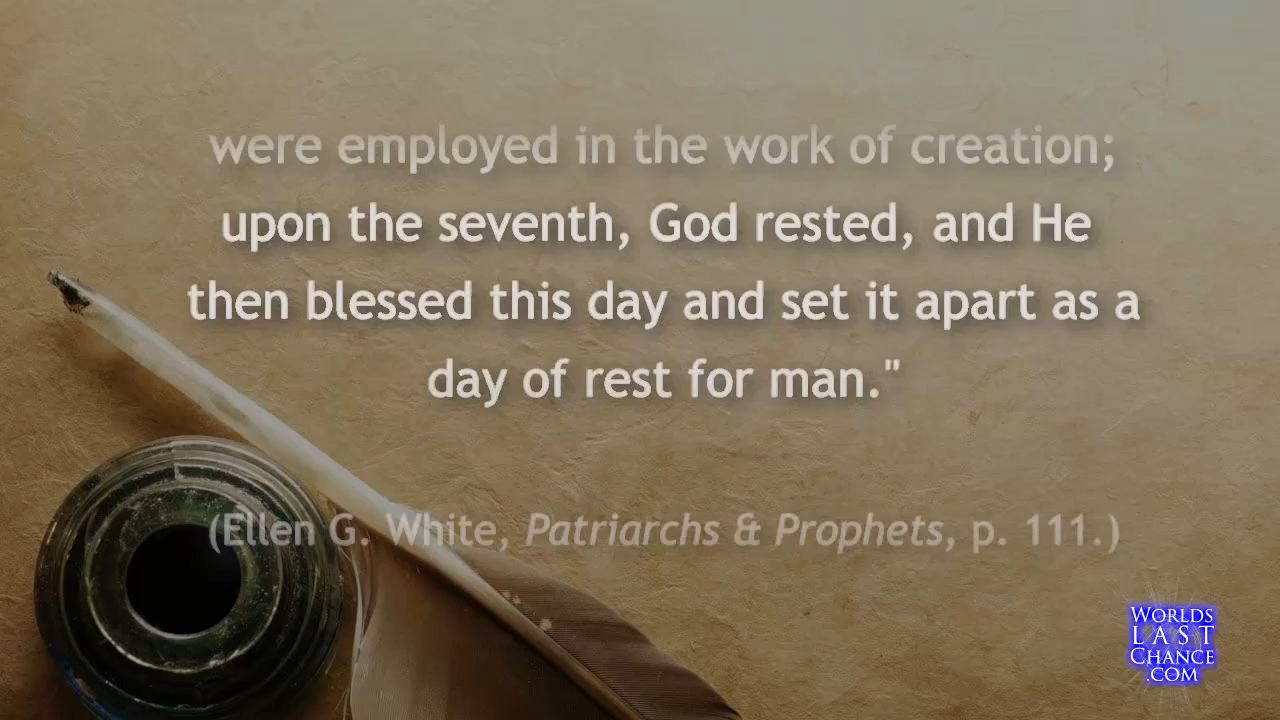 were employed in the work of creation;
upon the seventh, God rested, and He
then blessed this day and set it apart as a
day of rest for man."
(Ellen G. White, Patriarchs & Prophets, p. 111.)
WORLDS
LAST
CHANCE
.COM